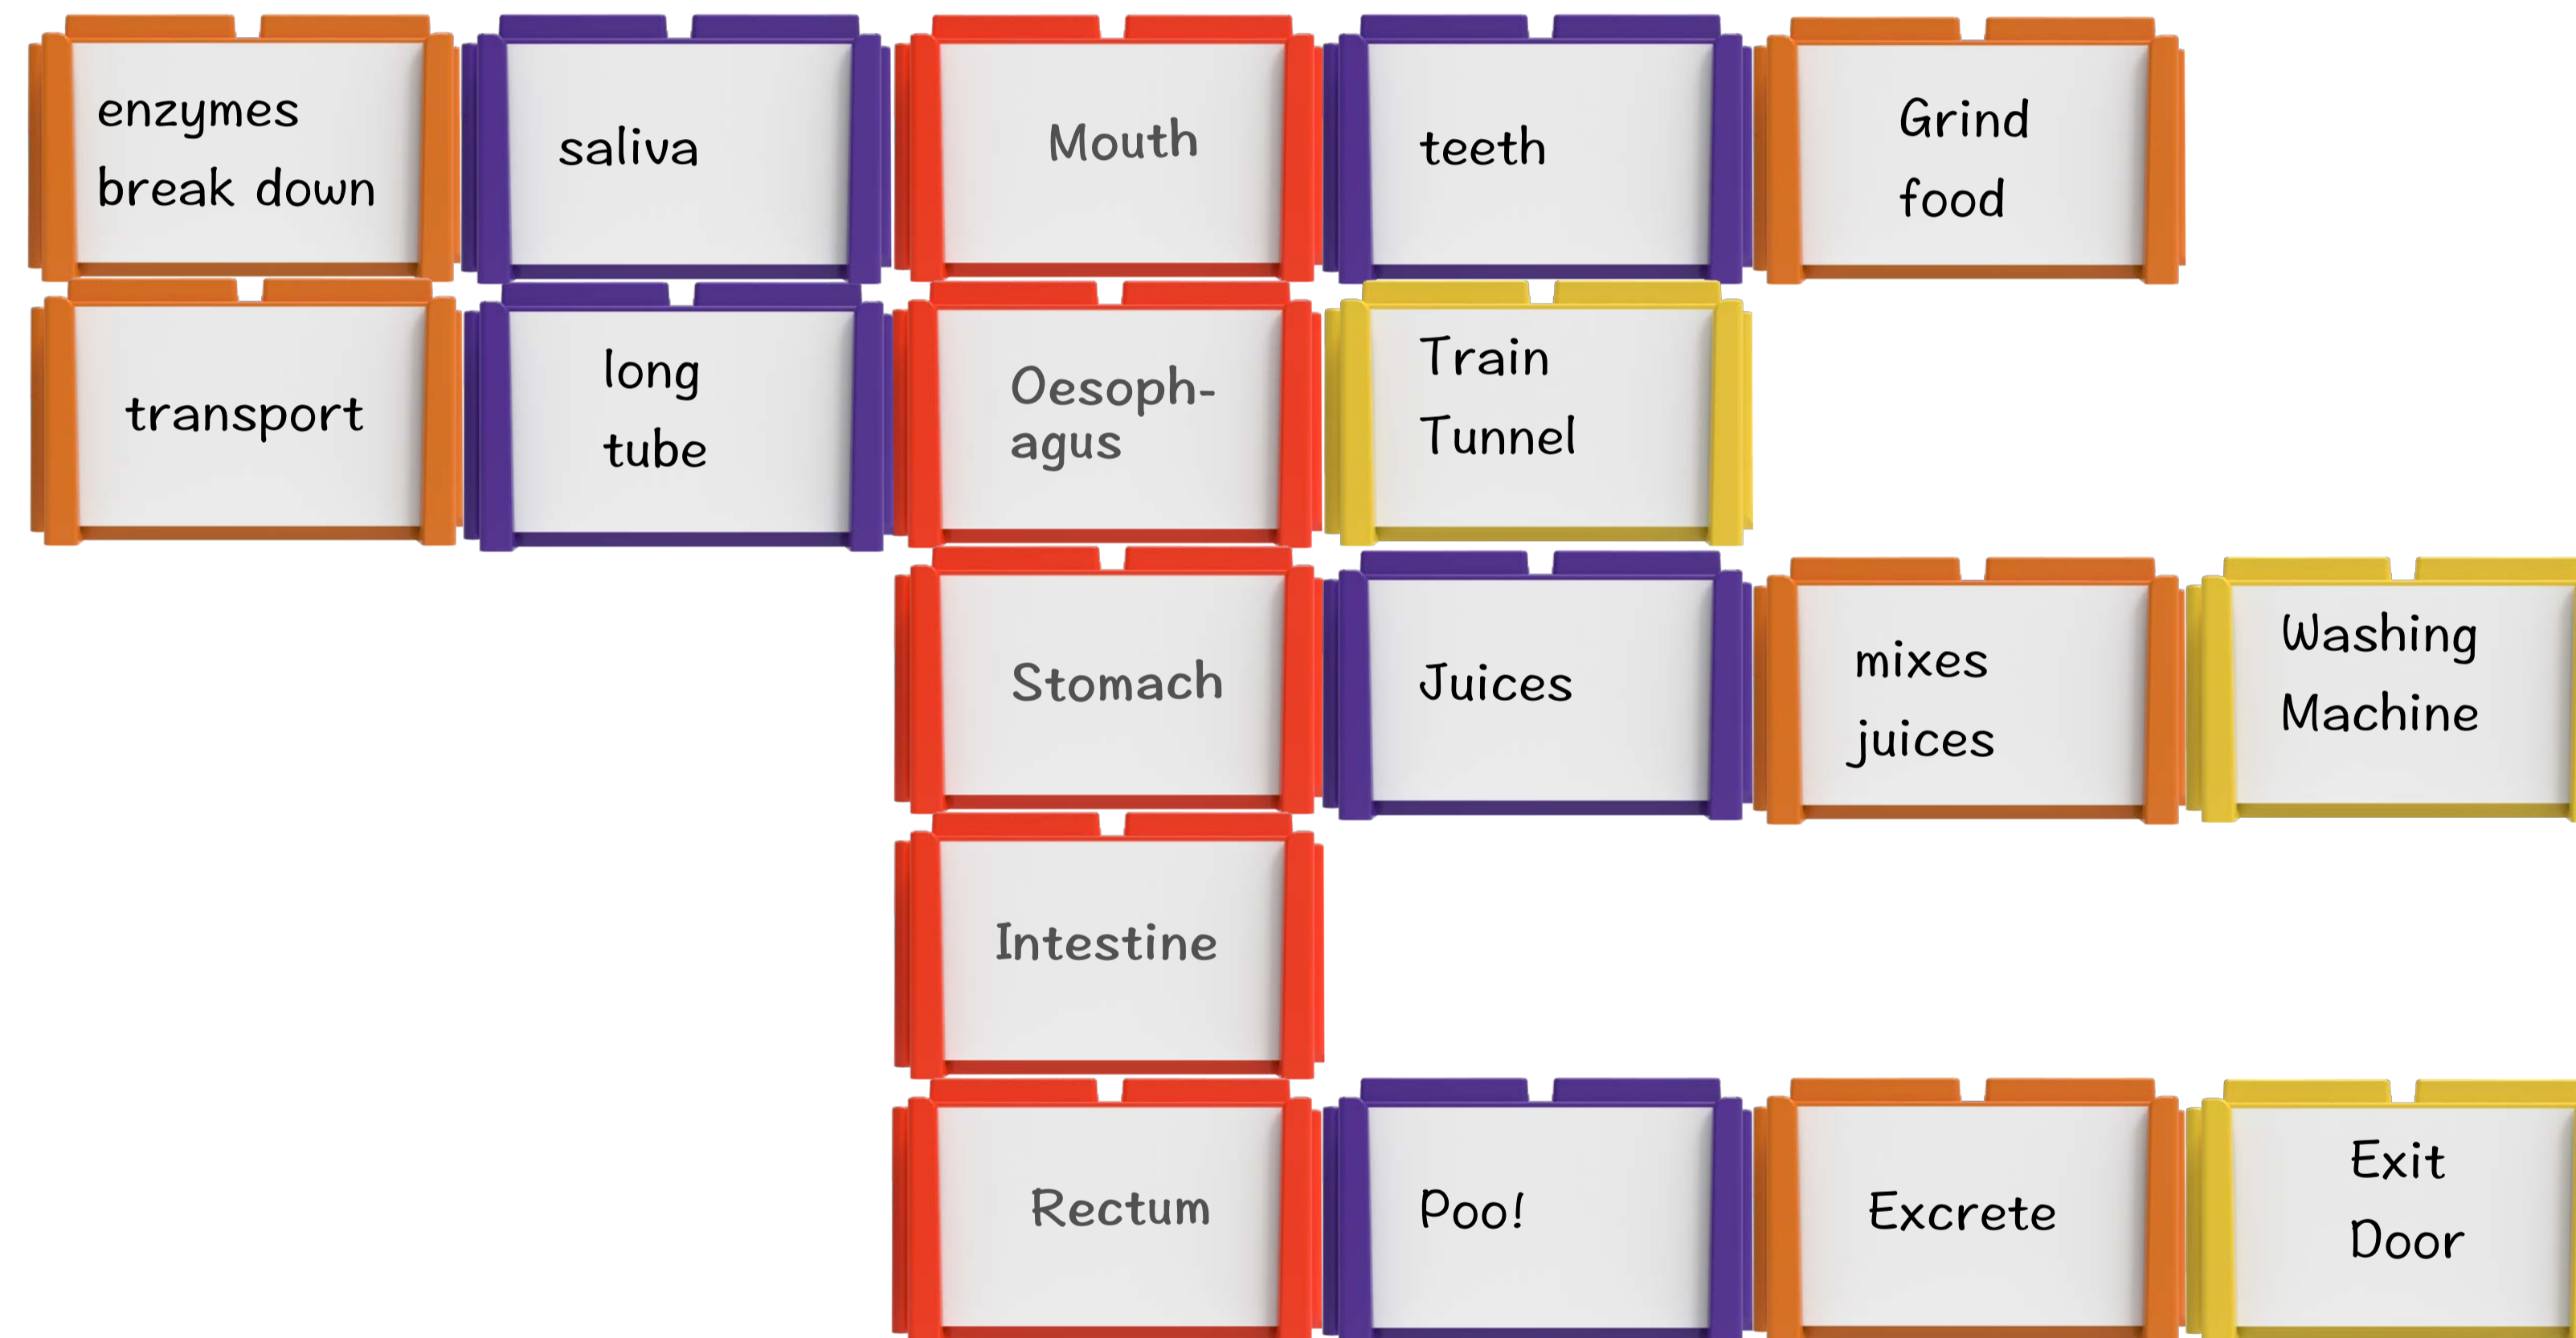 enzymes
break down
saliva
Mouth
teeth
Grind
food
transport
long
tube
Oesoph-
agus
Train
Tunnel
Stomach
Juices
mixes
juices
Washing
Machine
Intestine
Rectum
Poo!
Excrete
Exit
Door